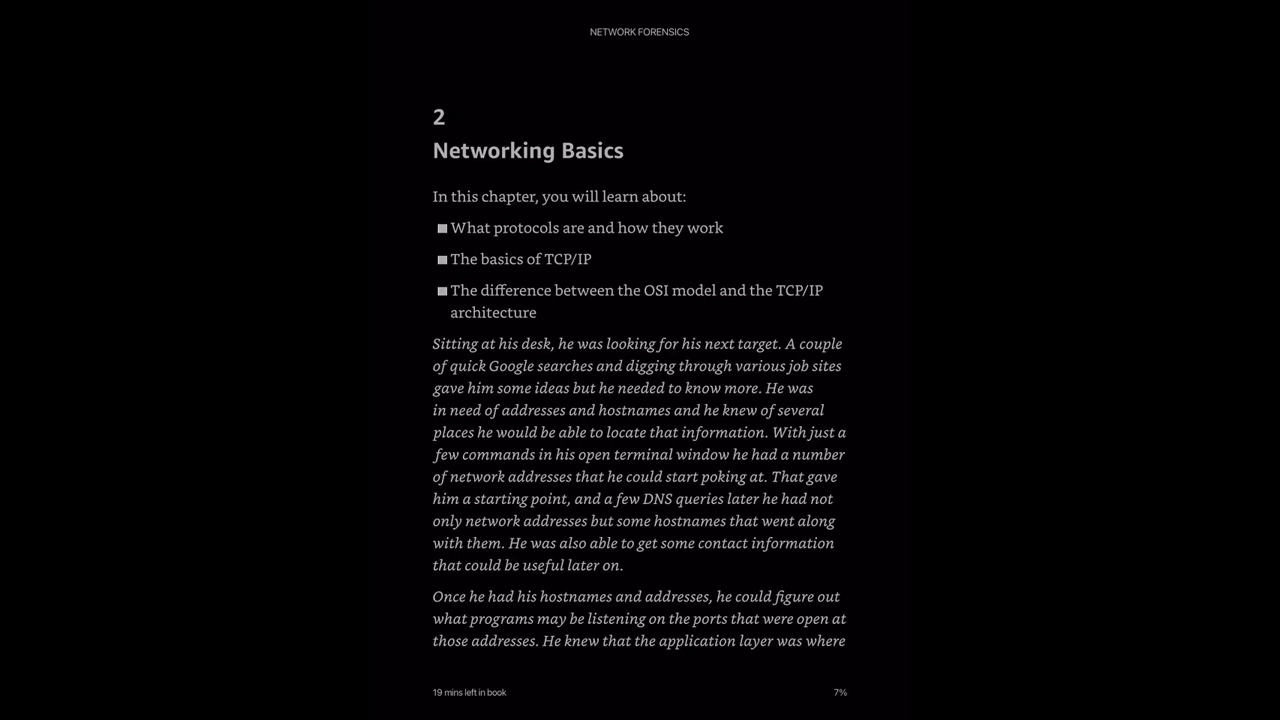 NETWORK FORENSICS
2
Networking Basics
In this chapter, you will learn about:
■ What protocols are and how they work
■ The basics of TCP/IP
■ The difference between the OSI model and the TCP/IP
architecture
Sitting at his desk, he was looking for his next target. A couple
of quick Google searches and digging through various job sites
gave him some ideas but he needed to know more. He was
in need of addresses and hostnames and he knew of several
places he would be able to locate that information. With just a
few commands in his open terminal window he had a number
of network addresses that he could start poking at. That gave
him a starting point, and a few DNS queries later he had not
only network addresses but some hostnames that went along
with them. He was also able to get some contact information
that could be useful later on.
Once he had his hostnames and addresses, he could figure out
what programs may be listening on the ports that were open at
those addresses. He knew that the application layer was where
19 mins left in book
7%